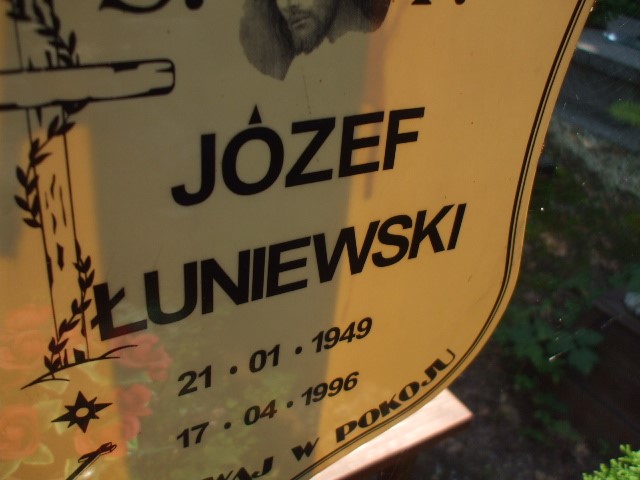 JÓZEF
ŁUNIEWSKI
21 • 01 • 1949
17 • 04 • 1996
W POKOJU